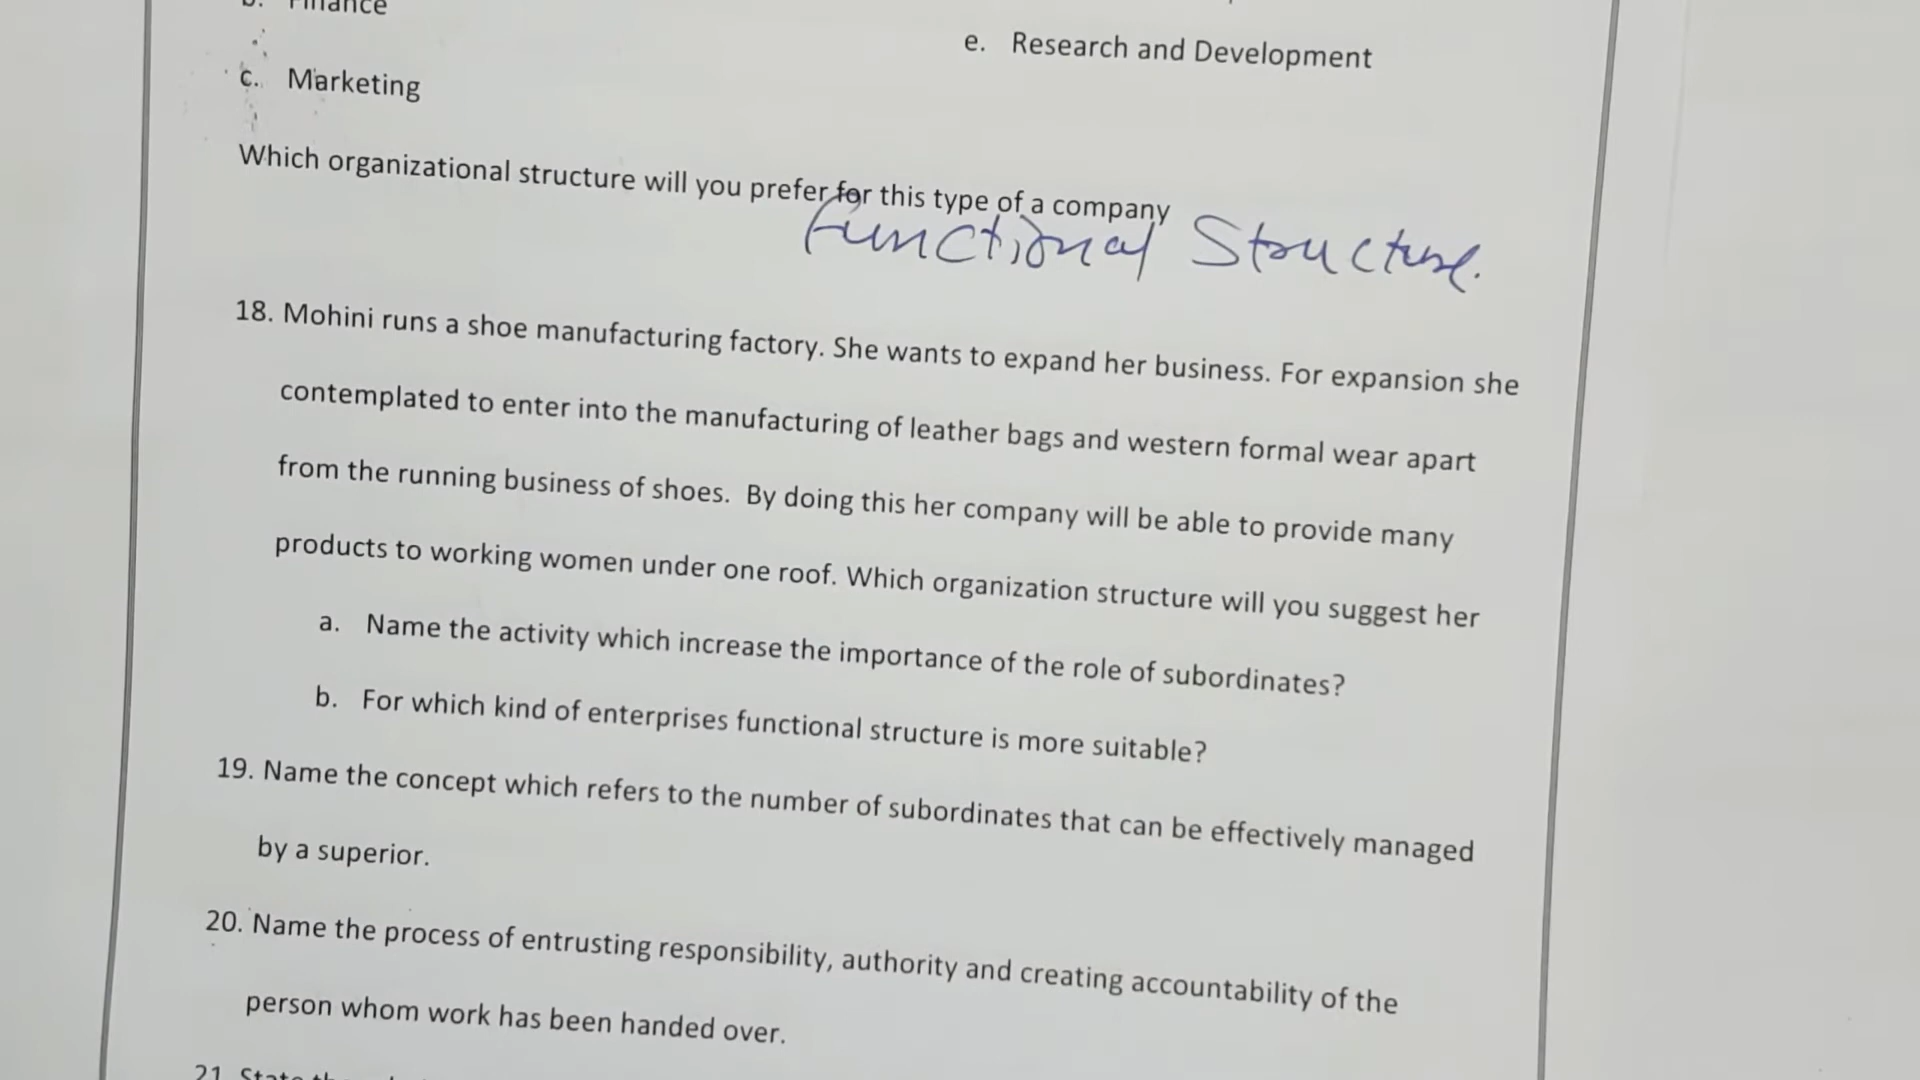 b. Finance
e. Research and Development
c. Marketing
Which organizational structure will you prefer for this type of a company
Functional Structure.
18. Mohini runs a shoe manufacturing factory. She wants to expand her business. For expansion she
contemplated to enter into the manufacturing of leather bags and western formal wear apart
from the running business of shoes. By doing this her company will be able to provide many
products to working women under one roof. Which organization structure will you suggest her
a. Name the activity which increase the importance of the role of subordinates?
b. For which kind of enterprises functional structure is more suitable?
19. Name the concept which refers to the number of subordinates that can be effectively managed
by a superior.
20. Name the process of entrusting responsibility, authority and creating accountability of the
person whom work has been handed over.
21. State